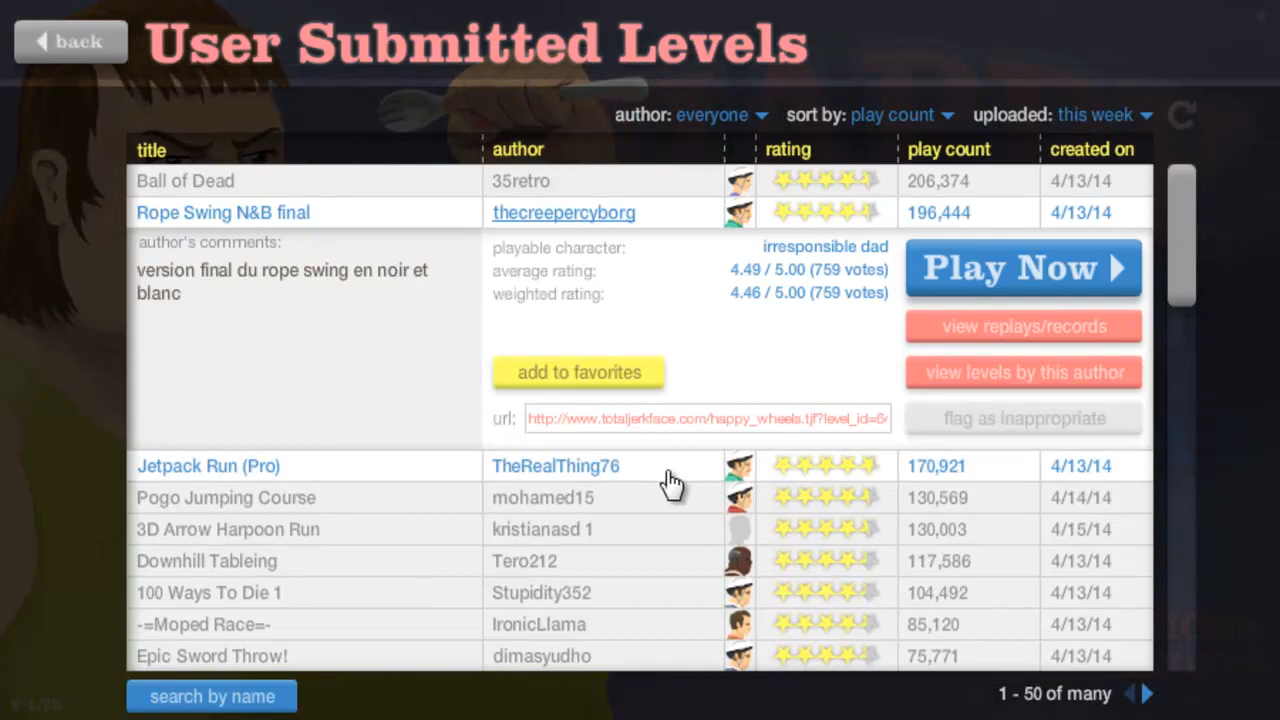 back
User Submitted Levels
author: everyone sort by: play count uploaded: this week
title author rating play count created on
Ball of Dead 35retro 206,374 4/13/14
Rope Swing N&B final thecreepercyborg 196,444 4/13/14
author's comments:
version final du rope swing en noir et
blanc
playable character: irresponsible dad
average rating: 4.49 / 5.00 (759 votes)
weighted rating: 4.46 / 5.00 (759 votes)
add to favorites
url: http://www.totaljerkface.com/happy_wheels.tjf?level_id=6
Play Now
view replays/records
view levels by this author
flag as inappropriate
Jetpack Run (Pro) TheRealThing76 170,921 4/13/14
Pogo Jumping Course mohamed15 130,569 4/14/14
3D Arrow Harpoon Run kristianasd 1 130,003 4/15/14
Downhill Tableing Tero212 117,586 4/13/14
100 Ways To Die 1 Stupidity352 104,492 4/13/14
-=Moped Race=- IronicLlama 85,120 4/13/14
Epic Sword Throw! dimasyudho 75,771 4/13/14
search by name
1 - 50 of many